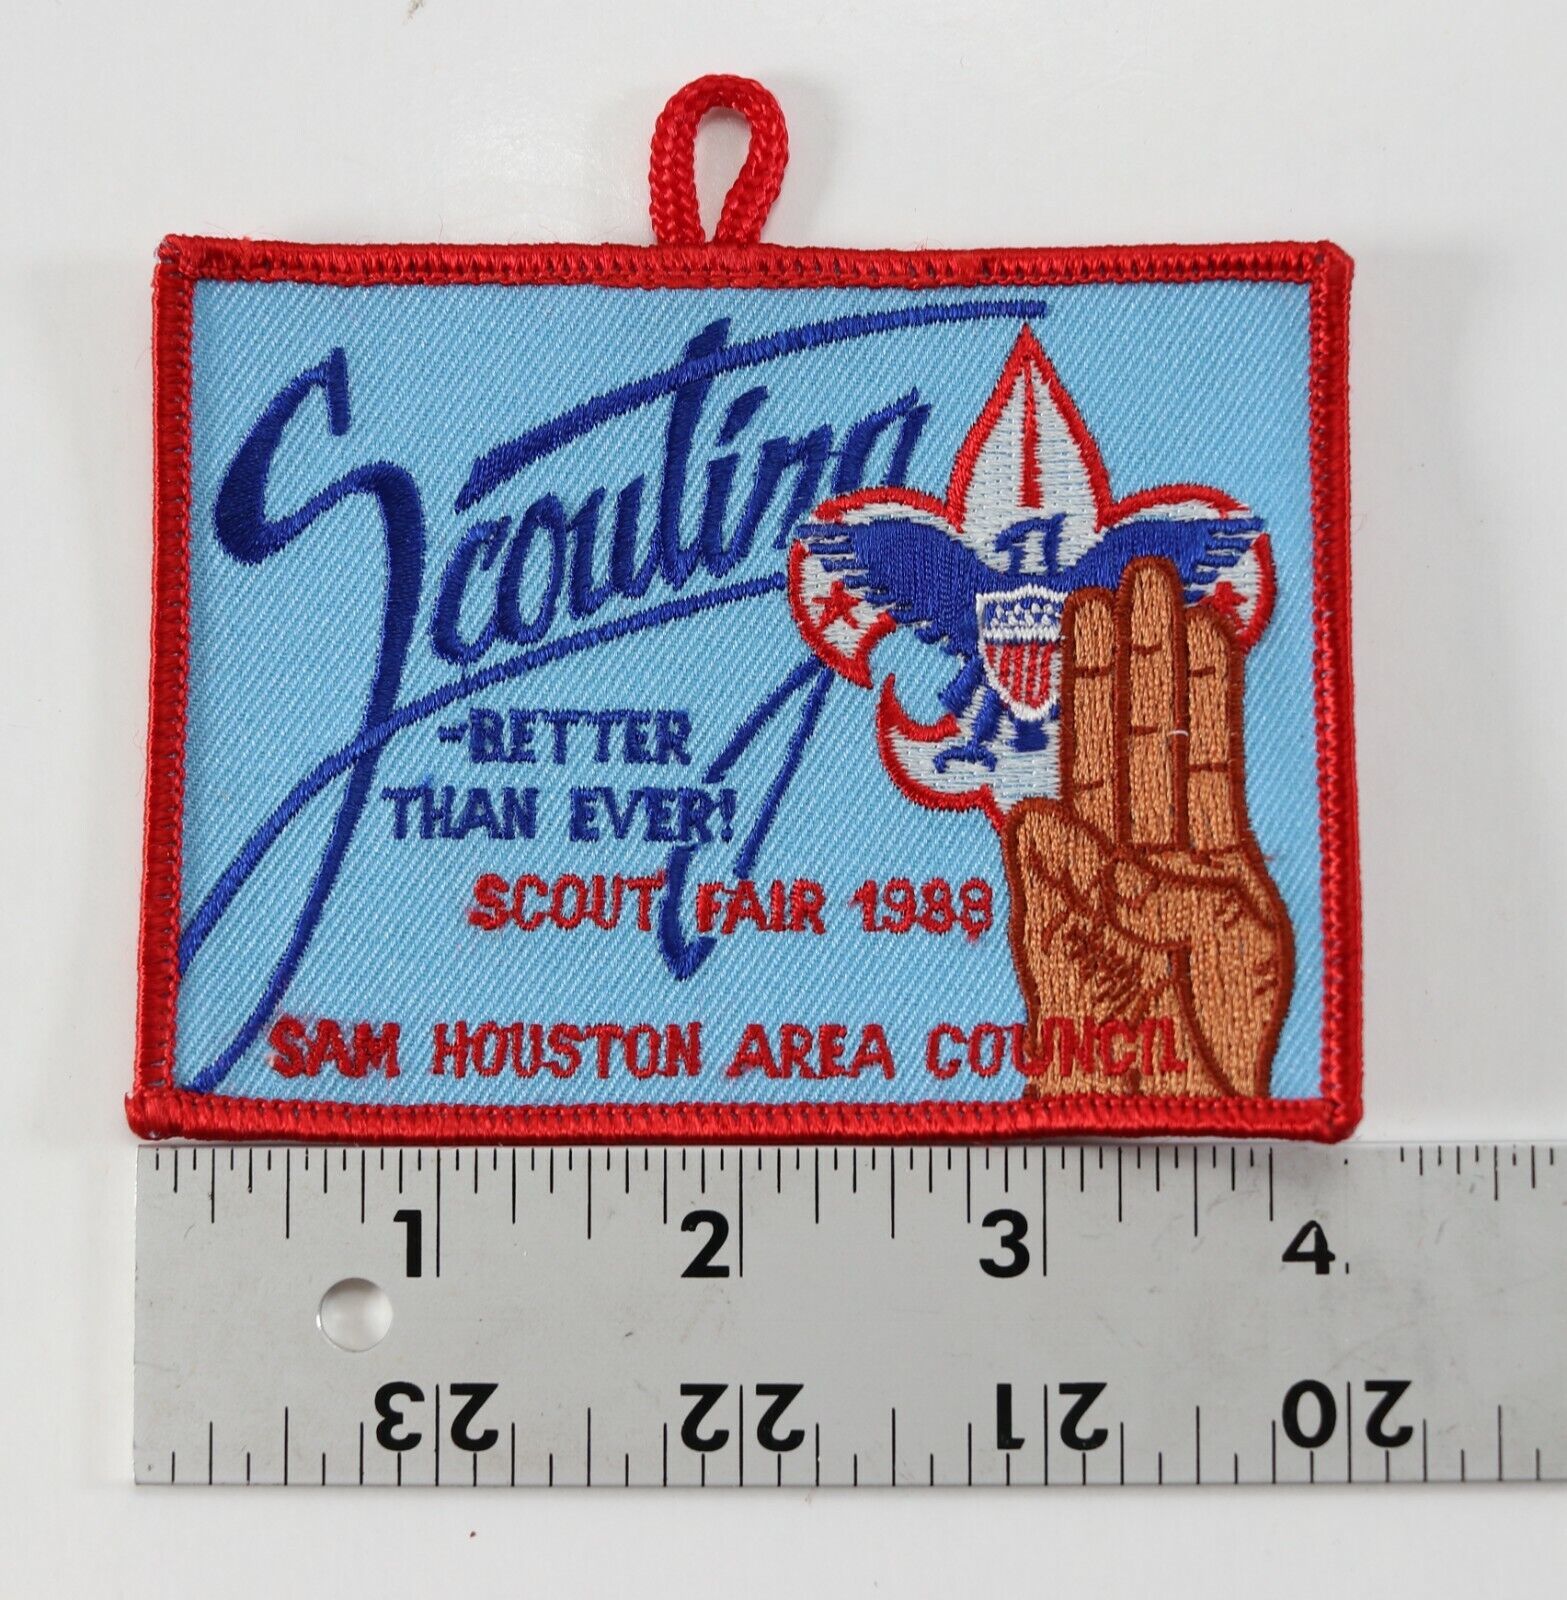 Scouting
-BETTER
THAN EVER!
SCOUT FAIR 1988
SAM HOUSTON AREA COUNCIL
1 2 3 4
23 22 21 20